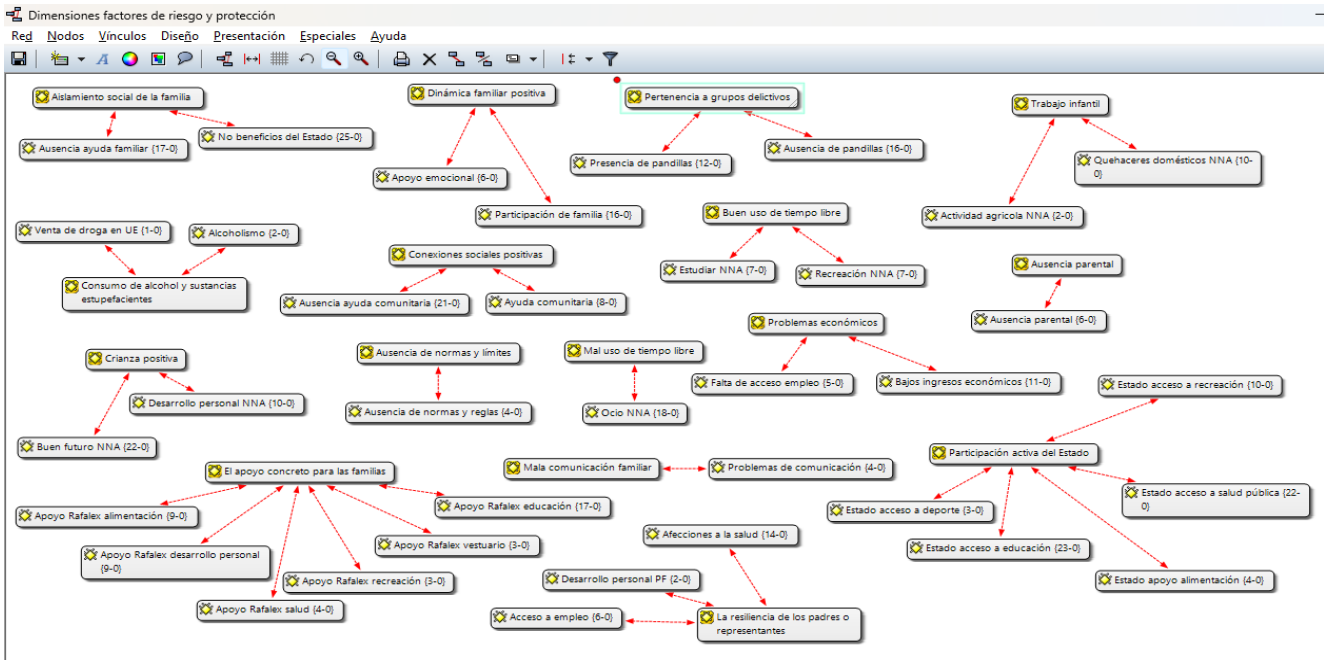 Dimensiones factores de riesgo y protección
Red Nodos Vínculos Diseño Presentación Especiales Ayuda
Aislamiento social de la familia
Ausencia ayuda familiar {17-0}
No beneficios del Estado {25-0}
Dinámica familiar positiva
Apoyo emocional {6-0}
Participación de familia {16-0}
Pertenencia a grupos delictivos
Presencia de pandillas {12-0}
Ausencia de pandillas {16-0}
Trabajo infantil
Quehaceres domésticos NNA {10-
0}
Actividad agricola NNA {2-0}
Venta de droga en UE {1-0}
Alcoholismo {2-0}
Consumo de alcohol y sustancias
estupefacientes
Conexiones sociales positivas
Ausencia ayuda comunitaria {21-0}
Ayuda comunitaria {8-0}
Buen uso de tiempo libre
Estudiar NNA {7-0}
Recreación NNA {7-0}
Ausencia parental
Ausencia parental {6-0}
Problemas económicos
Falta de acceso empleo {5-0}
Bajos ingresos económicos {11-0}
Crianza positiva
Desarrollo personal NNA {10-0}
Buen futuro NNA {22-0}
Ausencia de normas y límites
Ausencia de normas y reglas {4-0}
Mal uso de tiempo libre
Ocio NNA {18-0}
Estado acceso a recreación {10-0}
Participación activa del Estado
Estado acceso a salud pública {22-
0}
Estado acceso a deporte {3-0}
Estado acceso a educación {23-0}
Estado apoyo alimentación {4-0}
El apoyo concreto para las familias
Apoyo Rafalex alimentación {9-0}
Apoyo Rafalex desarrollo personal
{9-0}
Apoyo Rafalex salud {4-0}
Apoyo Rafalex recreación {3-0}
Apoyo Rafalex vestuario {3-0}
Apoyo Rafalex educación {17-0}
Mala comunicación familiar
Problemas de comunicación {4-0}
Afecciones a la salud {14-0}
Desarrollo personal PF {2-0}
Acceso a empleo {6-0}
La resiliencia de los padres o
representantes